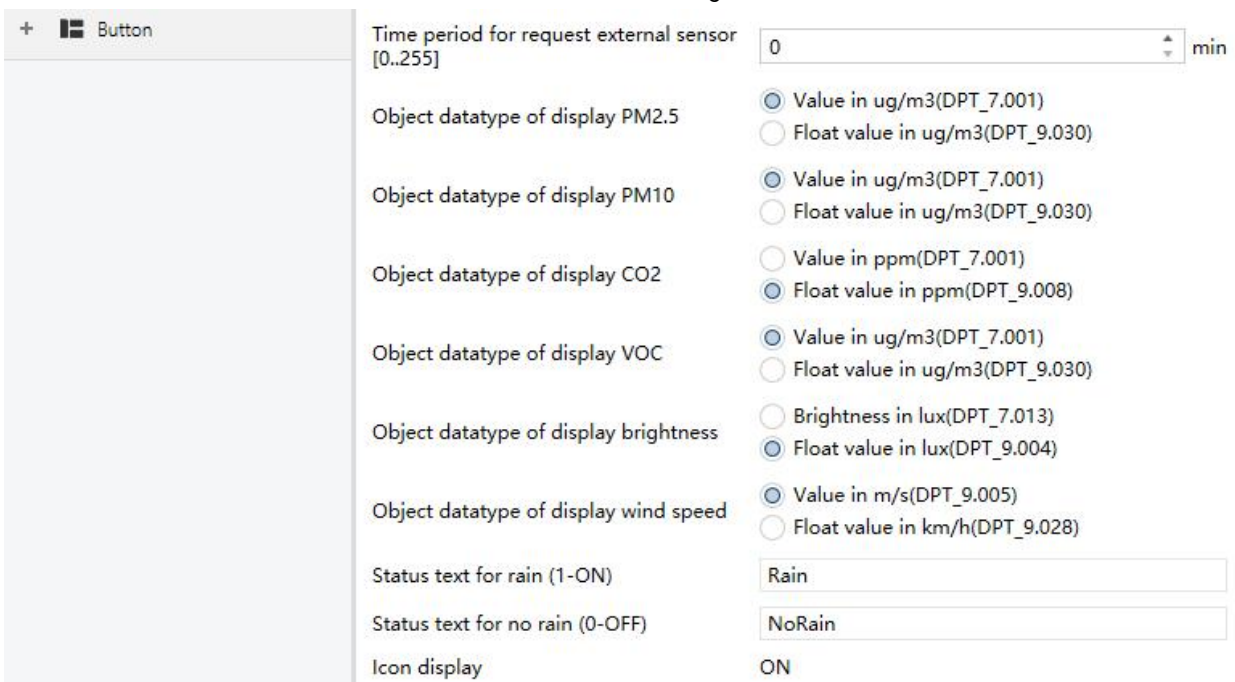 + Button
Time period for request external sensor
[0..255]
0 min
Object datatype of display PM2.5
Value in ug/m3(DPT_7.001)
Float value in ug/m3(DPT_9.030)
Object datatype of display PM10
Value in ug/m3(DPT_7.001)
Float value in ug/m3(DPT_9.030)
Object datatype of display CO2
Value in ppm(DPT_7.001)
Float value in ppm(DPT_9.008)
Object datatype of display VOC
Value in ug/m3(DPT_7.001)
Float value in ug/m3(DPT_9.030)
Object datatype of display brightness
Brightness in lux(DPT_7.013)
Float value in lux(DPT_9.004)
Object datatype of display wind speed
Value in m/s(DPT_9.005)
Float value in km/h(DPT_9.028)
Status text for rain (1-ON)
Rain
Status text for no rain (0-OFF)
NoRain
Icon display
ON